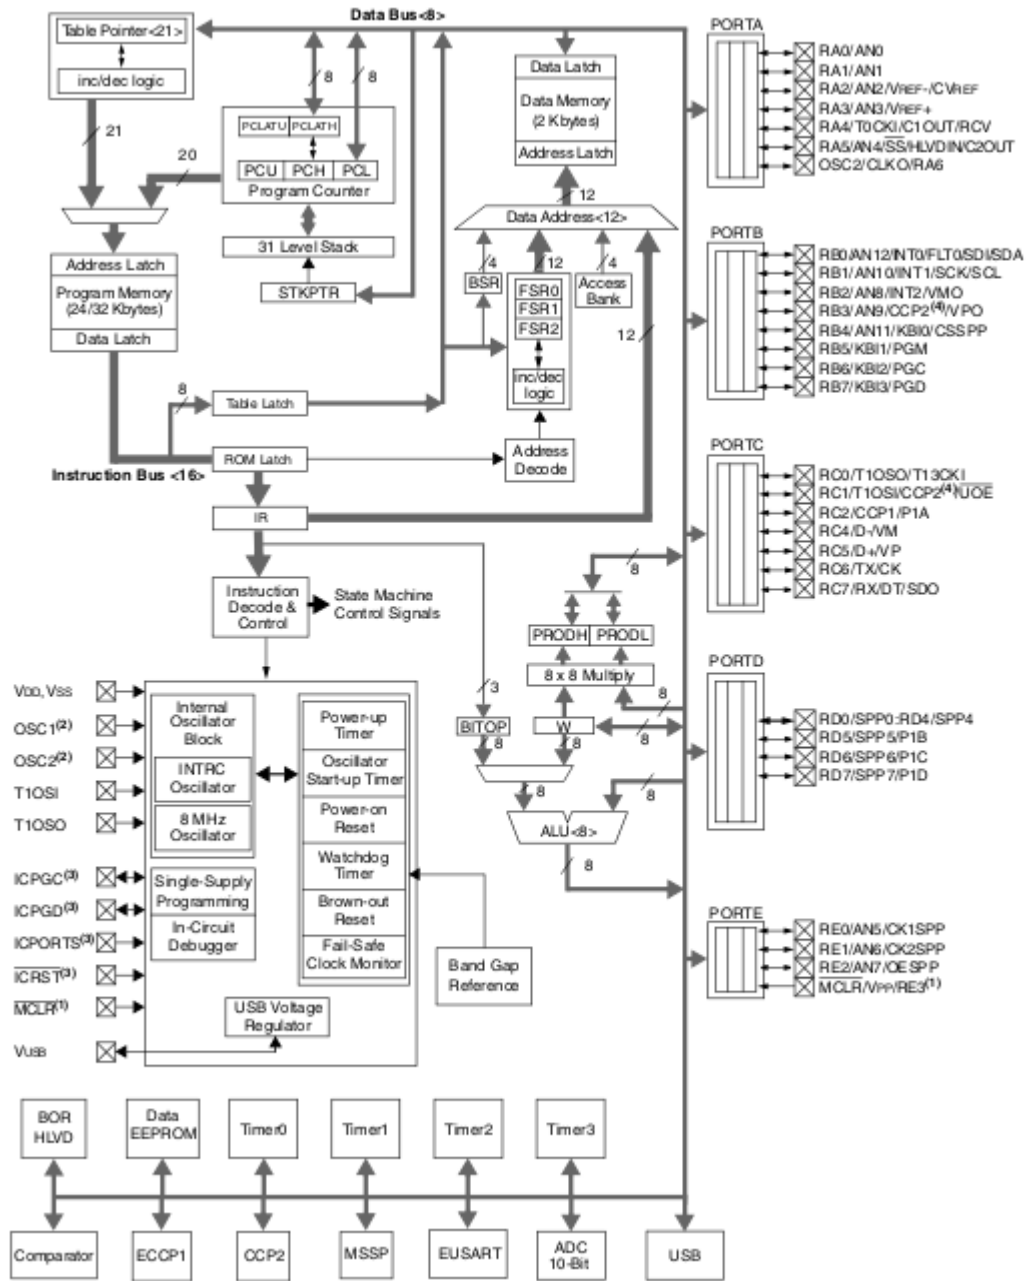 Data Bus<8>
Table Pointer<21>
inc/dec logic
21
20
8
8
PCLATU PCLATH
PCU PCH PCL
Program Counter
31 Level Stack
STKPTR
Data Latch
Data Memory
(2 Kbytes)
Address Latch
12
Data Address<12>
4
12
4
BSR
FSR0
FSR1
FSR2
inc/dec
logic
Access
Bank
12
Address Latch
Program Memory
(24/32 Kbytes)
Data Latch
8
Table Latch
Instruction Bus <16>
ROM Latch
Address
Decode
IR
Instruction
Decode &
Control
State Machine
Control Signals
8
PRODH PRODL
8 x 8 Multiply
3
8
BITOP
W
8
8
8
8
8
ALU<8>
8
PORTA
RA0/AN0
RA1/AN1
RA2/AN2/VREF-/CVREF
RA3/AN3/VREF+
RA4/T0CKI/C1OUT/RCV
RA5/AN4/SS/HLVDIN/C2OUT
OSC2/CLKO/RA6
PORTB
RB0/AN12/INT0/FLT0/SDI/SDA
RB1/AN10/INT1/SCK/SCL
RB2/AN8/INT2/VMO
RB3/AN9/CCP2(4)/VPO
RB4/AN11/KBI0/CSSPP
RB5/KBI1/PGM
RB6/KBI2/PGC
RB7/KBI3/PGD
PORTC
RC0/T1OSO/T13CKI
RC1/T1OSI/CCP2(4)/UOE
RC2/CCP1/P1A
RC4/D-/VM
RC5/D+/VP
RC6/TX/CK
RC7/RX/DT/SDO
PORTD
RD0/SPP0:RD4/SPP4
RD5/SPP5/P1B
RD6/SPP6/P1C
RD7/SPP7/P1D
PORTE
RE0/AN5/CK1SPP
RE1/AN6/CK2SPP
RE2/AN7/OESPP
MCLR/VPP/RE3(1)
VDD, VSS
OSC1(2)
OSC2(2)
T1OSI
T1OSO
ICPGC(3)
ICPGD(3)
ICPORTS(3)
ICRST(3)
MCLR(1)
VUSB
Internal
Oscillator
Block
INTRC
Oscillator
8 MHz
Oscillator
Single-Supply
Programming
In-Circuit
Debugger
Power-up
Timer
Oscillator
Start-up Timer
Power-on
Reset
Watchdog
Timer
Brown-out
Reset
Fail-Safe
Clock Monitor
USB Voltage
Regulator
Band Gap
Reference
BOR
HLVD
Data
EEPROM
Timer0
Timer1
Timer2
Timer3
Comparator
ECCP1
CCP2
MSSP
EUSART
ADC
10-Bit
USB